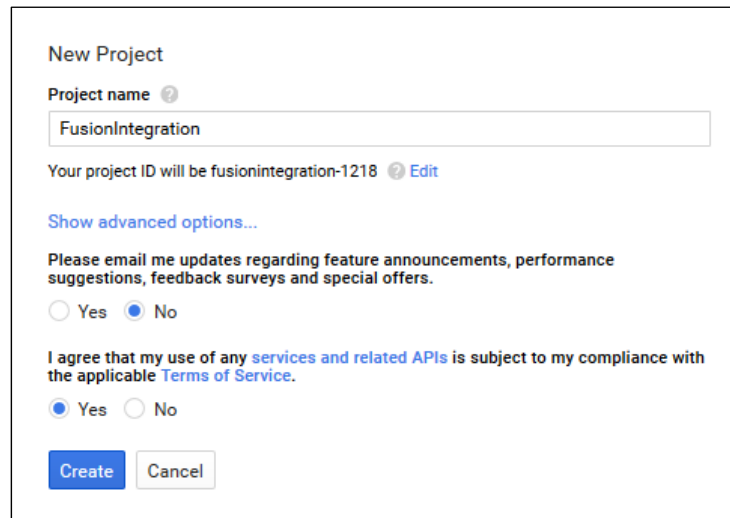 New Project
Project name ?
FusionIntegration
Your project ID will be fusionintegration-1218 ? Edit
Show advanced options...
Please email me updates regarding feature announcements, performance
suggestions, feedback surveys and special offers.
Yes No
I agree that my use of any services and related APIs is subject to my compliance with
the applicable Terms of Service.
Yes No
Create Cancel